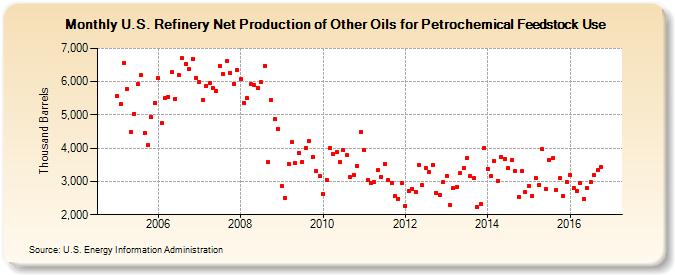 Monthly U.S. Refinery Net Production of Other Oils for Petrochemical Feedstock Use
Thousand Barrels
7,000
6,000
5,000
4,000
3,000
2,000
2006 2008 2010 2012 2014 2016
Source: U.S. Energy Information Administration